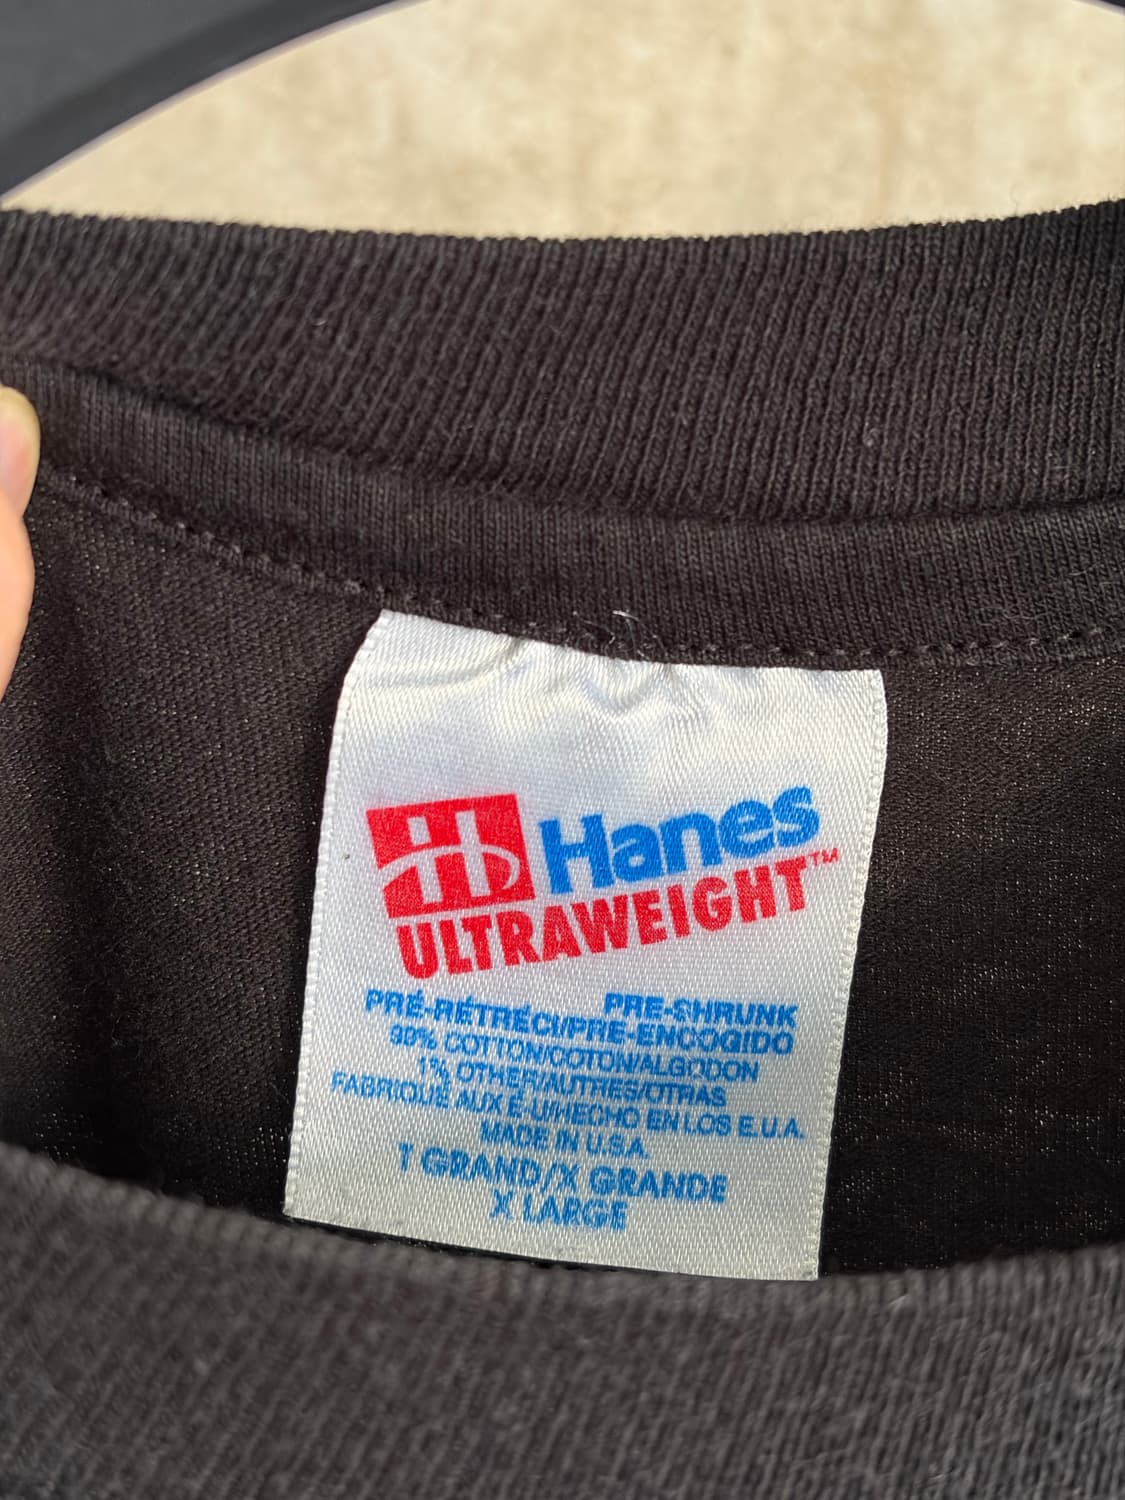 H Hanes
ULTRAWEIGHT™
PRE-SHRUNK
PRÉ-RÉTRÉCI/PRE-ENCOGIDO
99% COTTON/COTON/ALGODON
1% OTHER/AUTRES/OTRAS
FABRIQUÉ AUX É-U/HECHO EN LOS E.U.A.
MADE IN U.S.A.
T GRAND/X GRANDE
X LARGE